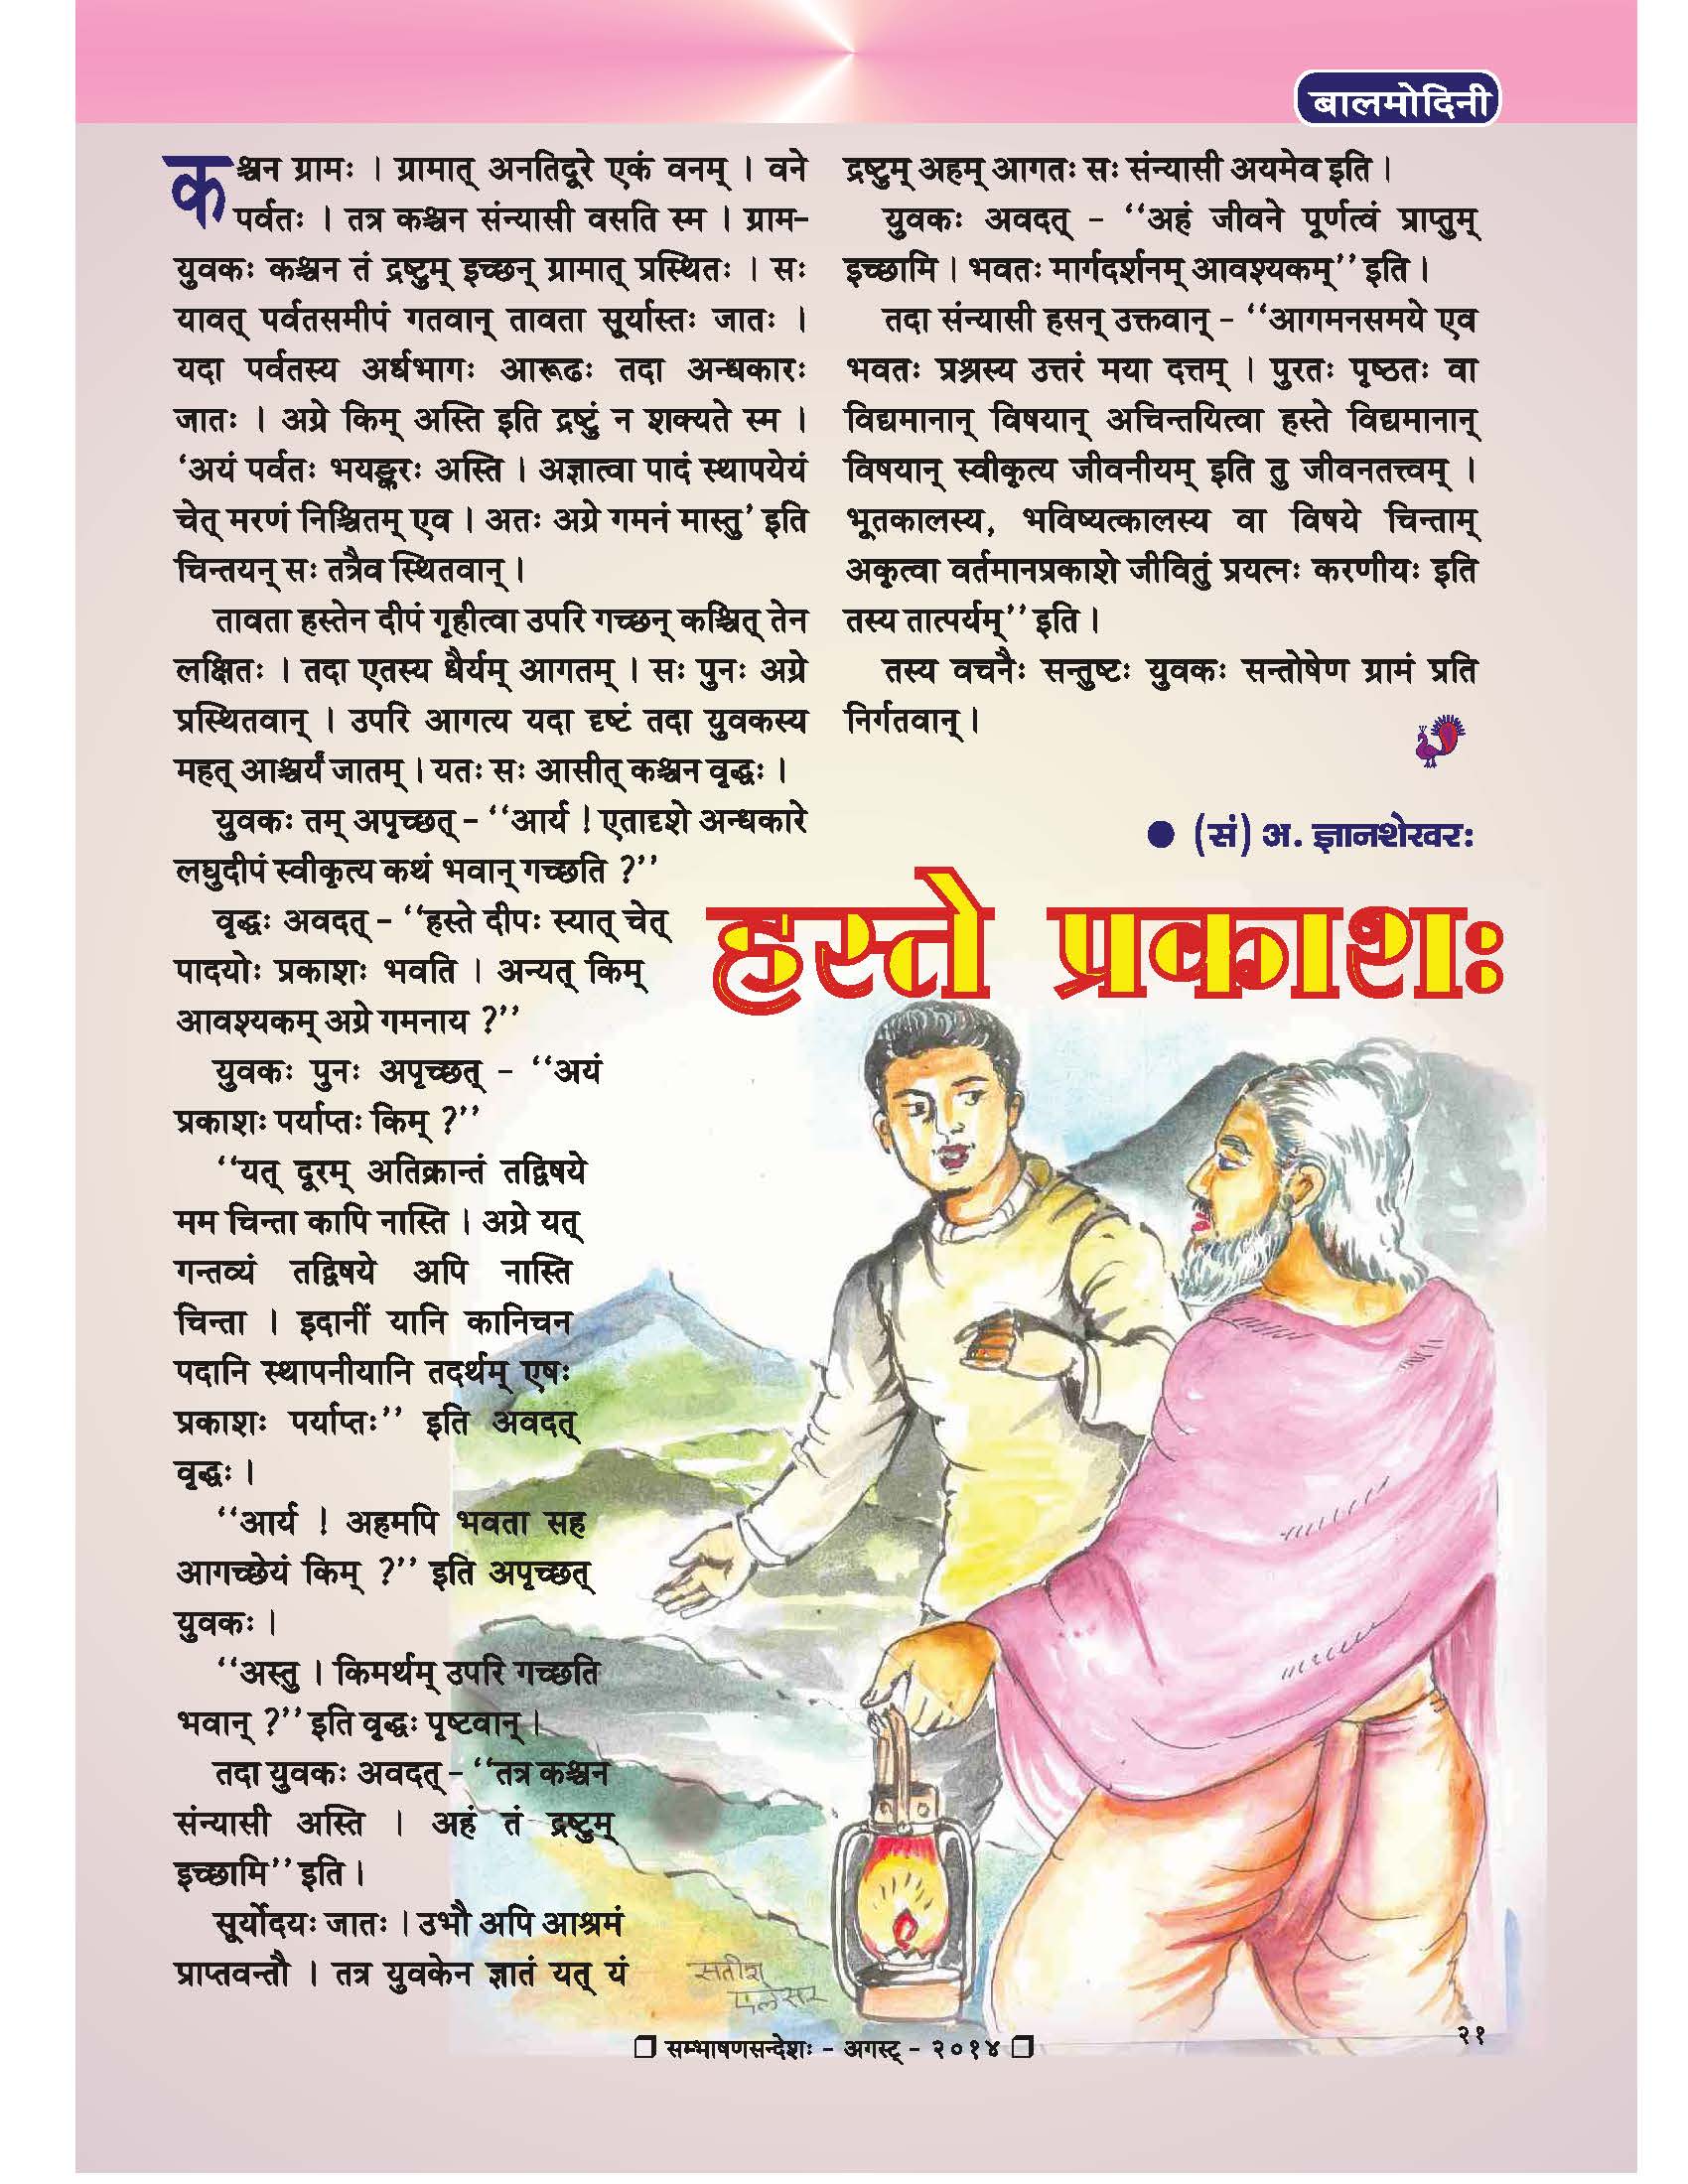 बालमोदिनी
कश्चन ग्रामः । ग्रामात् अनतिदूरे एकं वनम् । वने
पर्वतः । तत्र कश्चन संन्यासी वसति स्म । ग्राम-
युवकः कश्चन तं द्रष्टुम् इच्छन् ग्रामात् प्रस्थितः । सः
यावत् पर्वतसमीपं गतवान् तावता सूर्यास्तः जातः ।
यदा पर्वतस्य अर्धभागः आरूढः तदा अन्धकारः
जातः । अग्रे किम् अस्ति इति द्रष्टुं न शक्यते स्म ।
‘अयं पर्वतः भयङ्करः अस्ति । अज्ञात्वा पादं स्थापयेयं
चेत् मरणं निश्चितम् एव । अतः अग्रे गमनं मास्तु’ इति
चिन्तयन् सः तत्रैव स्थितवान् ।
तावता हस्तेन दीपं गृहीत्वा उपरि गच्छन् कश्चित् तेन
लक्षितः । तदा एतस्य धैर्यम् आगतम् । सः पुनः अग्रे
प्रस्थितवान् । उपरि आगत्य यदा दृष्टं तदा युवकस्य
महत् आश्चर्यं जातम् । यतः सः आसीत् कश्चन वृद्धः ।
युवकः तम् अपृच्छत् – ‘‘आर्य ! एतादृशे अन्धकारे
लघुदीपं स्वीकृत्य कथं भवान् गच्छति ?’’
वृद्धः अवदत् – ‘‘हस्ते दीपः स्यात् चेत्
पादयोः प्रकाशः भवति । अन्यत् किम्
आवश्यकम् अग्रे गमनाय ?’’
युवकः पुनः अपृच्छत् – ‘‘अयं
प्रकाशः पर्याप्तः किम् ?’’
‘‘यत् दूरम् अतिक्रान्तं तद्विषये
मम चिन्ता कापि नास्ति । अग्रे यत्
गन्तव्यं तद्विषये अपि नास्ति
चिन्ता । इदानीं यानि कानिचन
पदानि स्थापनीयानि तदर्थम् एषः
प्रकाशः पर्याप्तः’’ इति अवदत्
वृद्धः ।
‘‘आर्य ! अहमपि भवता सह
आगच्छेयं किम् ?’’ इति अपृच्छत्
युवकः ।
‘‘अस्तु । किमर्थम् उपरि गच्छति
भवान् ?’’ इति वृद्धः पृष्टवान् ।
तदा युवकः अवदत् – ‘‘तत्र कश्चन
संन्यासी अस्ति । अहं तं द्रष्टुम्
इच्छामि’’ इति ।
सूर्योदयः जातः । उभौ अपि आश्रमं
प्राप्तवन्तौ । तत्र युवकेन ज्ञातं यत् यं
द्रष्टुम् अहम् आगतः सः संन्यासी अयमेव इति ।
युवकः अवदत् – ‘‘अहं जीवने पूर्णत्वं प्राप्तुम्
इच्छामि । भवतः मार्गदर्शनम् आवश्यकम्’’ इति ।
तदा संन्यासी हसन् उक्तवान् – ‘‘आगमनसमये एव
भवतः प्रश्नस्य उत्तरं मया दत्तम् । पुरतः पृष्ठतः वा
विद्यमानान् विषयान् अचिन्तयित्वा हस्ते विद्यमानान्
विषयान् स्वीकृत्य जीवनीयम् इति तु जीवनतत्त्वम् ।
भूतकालस्य, भविष्यत्कालस्य वा विषये चिन्ताम्
अकृत्वा वर्तमानप्रकाशे जीवितुं प्रयत्नः करणीयः इति
तस्य तात्पर्यम्’’ इति ।
तस्य वचनैः सन्तुष्टः युवकः सन्तोषेण ग्रामं प्रति
निर्गतवान् ।
● (सं) अ. ज्ञानशेखरः
हस्ते प्रकाशः
सतीश
❒ सम्भाषणसन्देशः – अगस्ट् – २०१४ ❒
२१